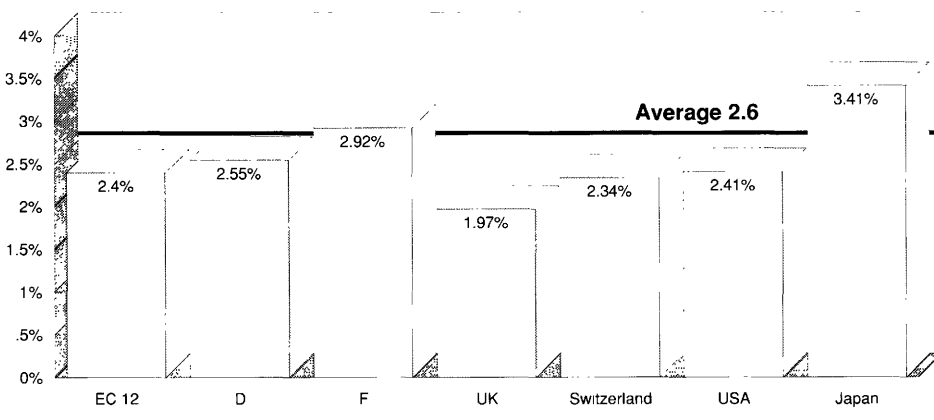 4%
3.5%
3%
2.5%
2%
1.5%
1%
.5%
0%
Average 2.6
2.4%
2.55%
2.92%
1.97%
2.34%
2.41%
3.41%
EC 12
D
F
UK
Switzerland
USA
Japan